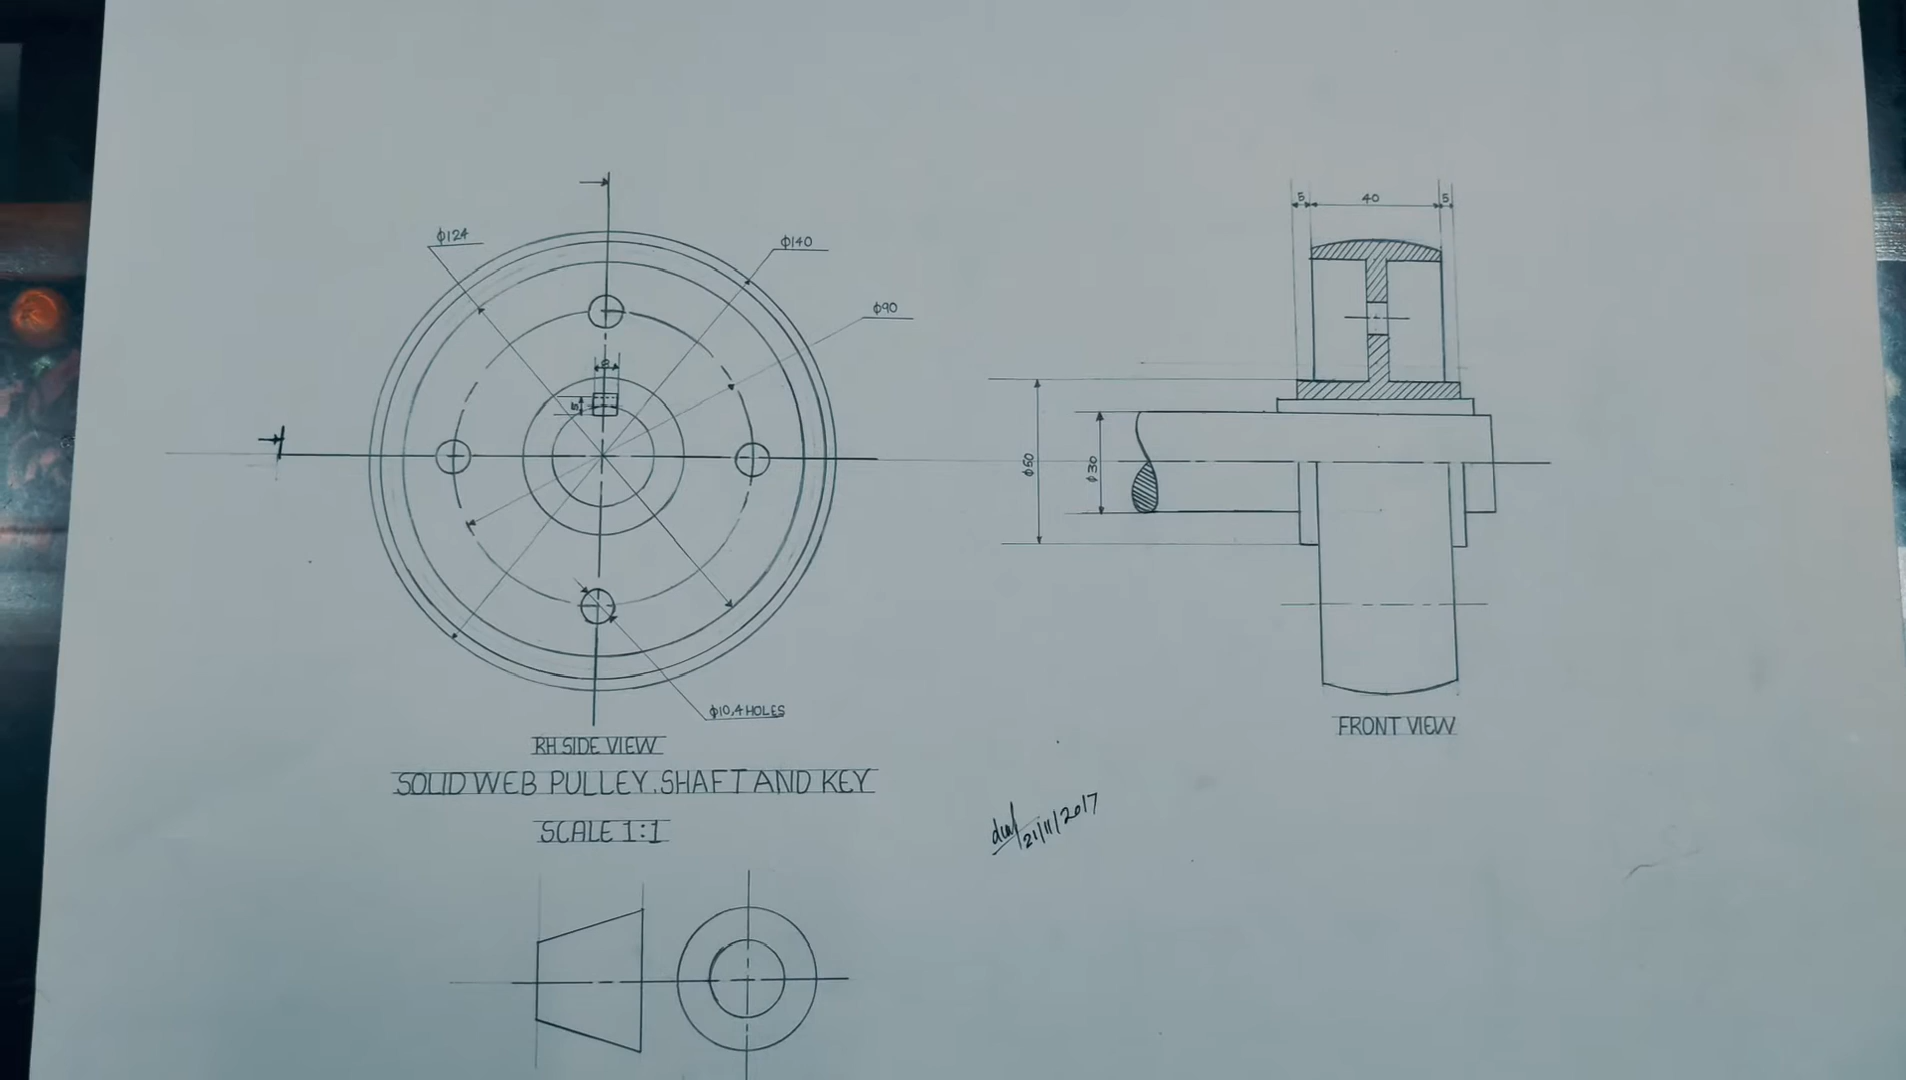 ϕ124
ϕ140
ϕ90
8
5
ϕ10,4 HOLES
RH SIDE VIEW
SOLID WEB PULLEY.SHAFT AND KEY
SCALE 1:1
5 40 5
ϕ50
ϕ30
FRONT VIEW
21/11/2017